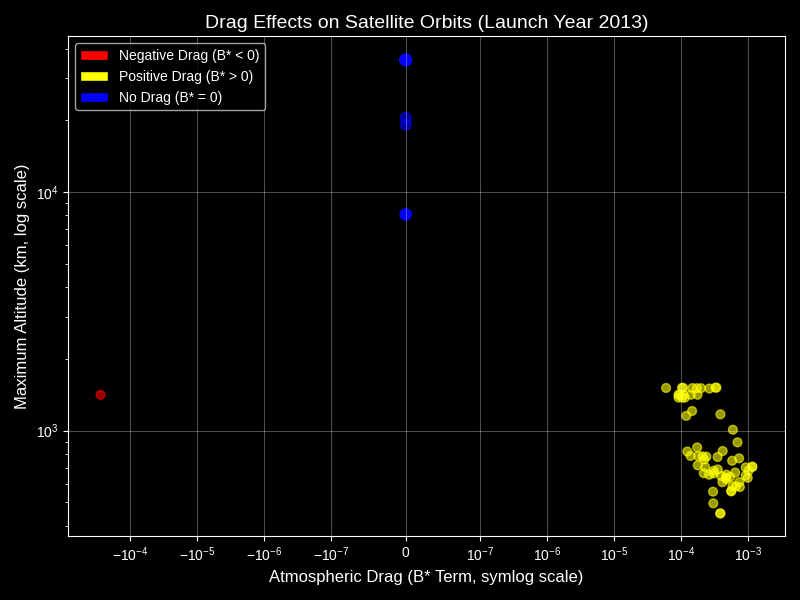 Drag Effects on Satellite Orbits (Launch Year 2013)
Negative Drag (B* < 0)
Positive Drag (B* > 0)
No Drag (B* = 0)
Maximum Altitude (km, log scale)
10⁴
10³
−10⁻⁴ −10⁻⁵ −10⁻⁶ −10⁻⁷ 0 10⁻⁷ 10⁻⁶ 10⁻⁵ 10⁻⁴ 10⁻³
Atmospheric Drag (B* Term, symlog scale)